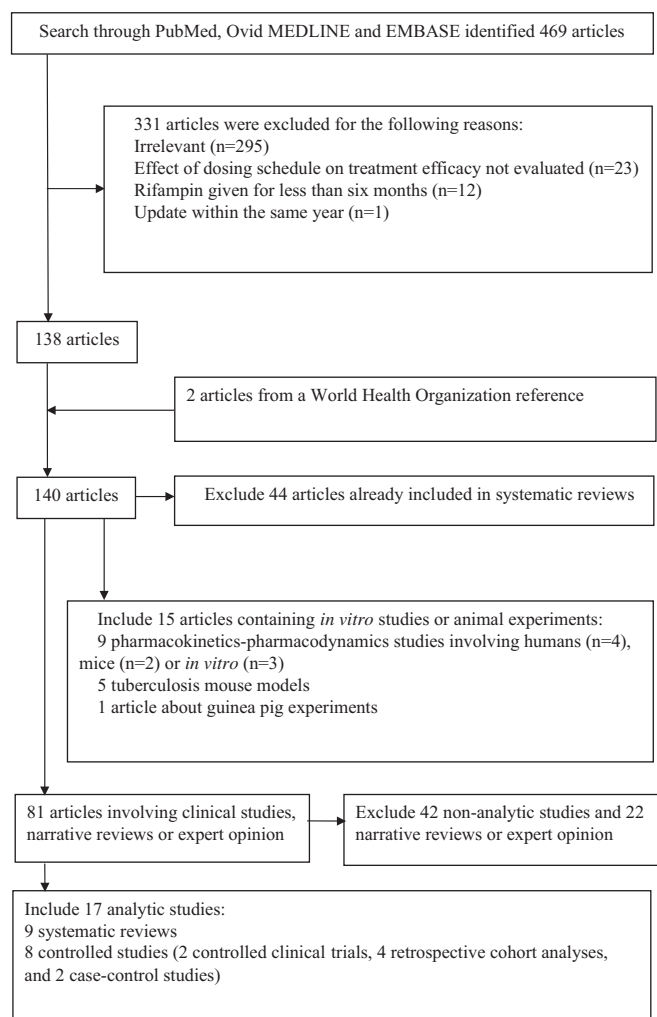 Search through PubMed, Ovid MEDLINE and EMBASE identified 469 articles
331 articles were excluded for the following reasons:
Irrelevant (n=295)
Effect of dosing schedule on treatment efficacy not evaluated (n=23)
Rifampin given for less than six months (n=12)
Update within the same year (n=1)
138 articles
2 articles from a World Health Organization reference
140 articles
Exclude 44 articles already included in systematic reviews
Include 15 articles containing in vitro studies or animal experiments:
9 pharmacokinetics-pharmacodynamics studies involving humans (n=4),
mice (n=2) or in vitro (n=3)
5 tuberculosis mouse models
1 article about guinea pig experiments
81 articles involving clinical studies,
narrative reviews or expert opinion
Exclude 42 non-analytic studies and 22
narrative reviews or expert opinion
Include 17 analytic studies:
9 systematic reviews
8 controlled studies (2 controlled clinical trials, 4 retrospective cohort analyses,
and 2 case-control studies)